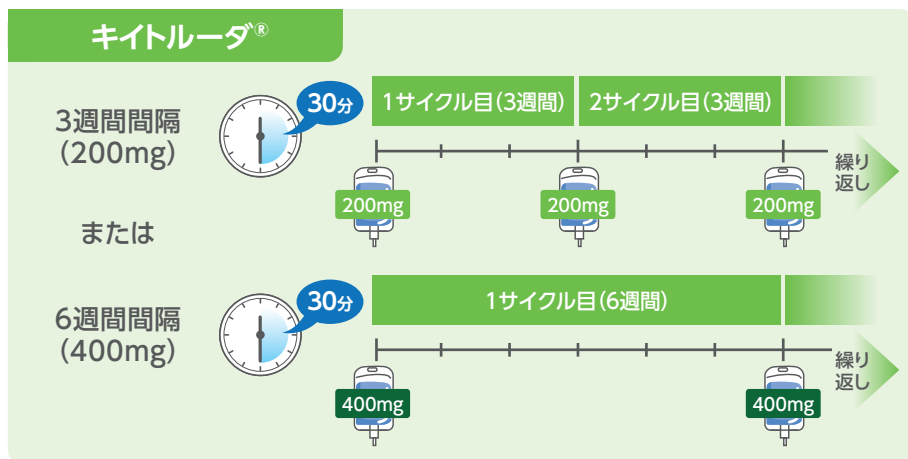 キイトルーダ®
3週間間隔
(200mg)
30分
1サイクル目(3週間)
2サイクル目(3週間)
200mg
200mg
200mg
繰り
返し
または
6週間間隔
(400mg)
30分
1サイクル目(6週間)
400mg
400mg
繰り
返し